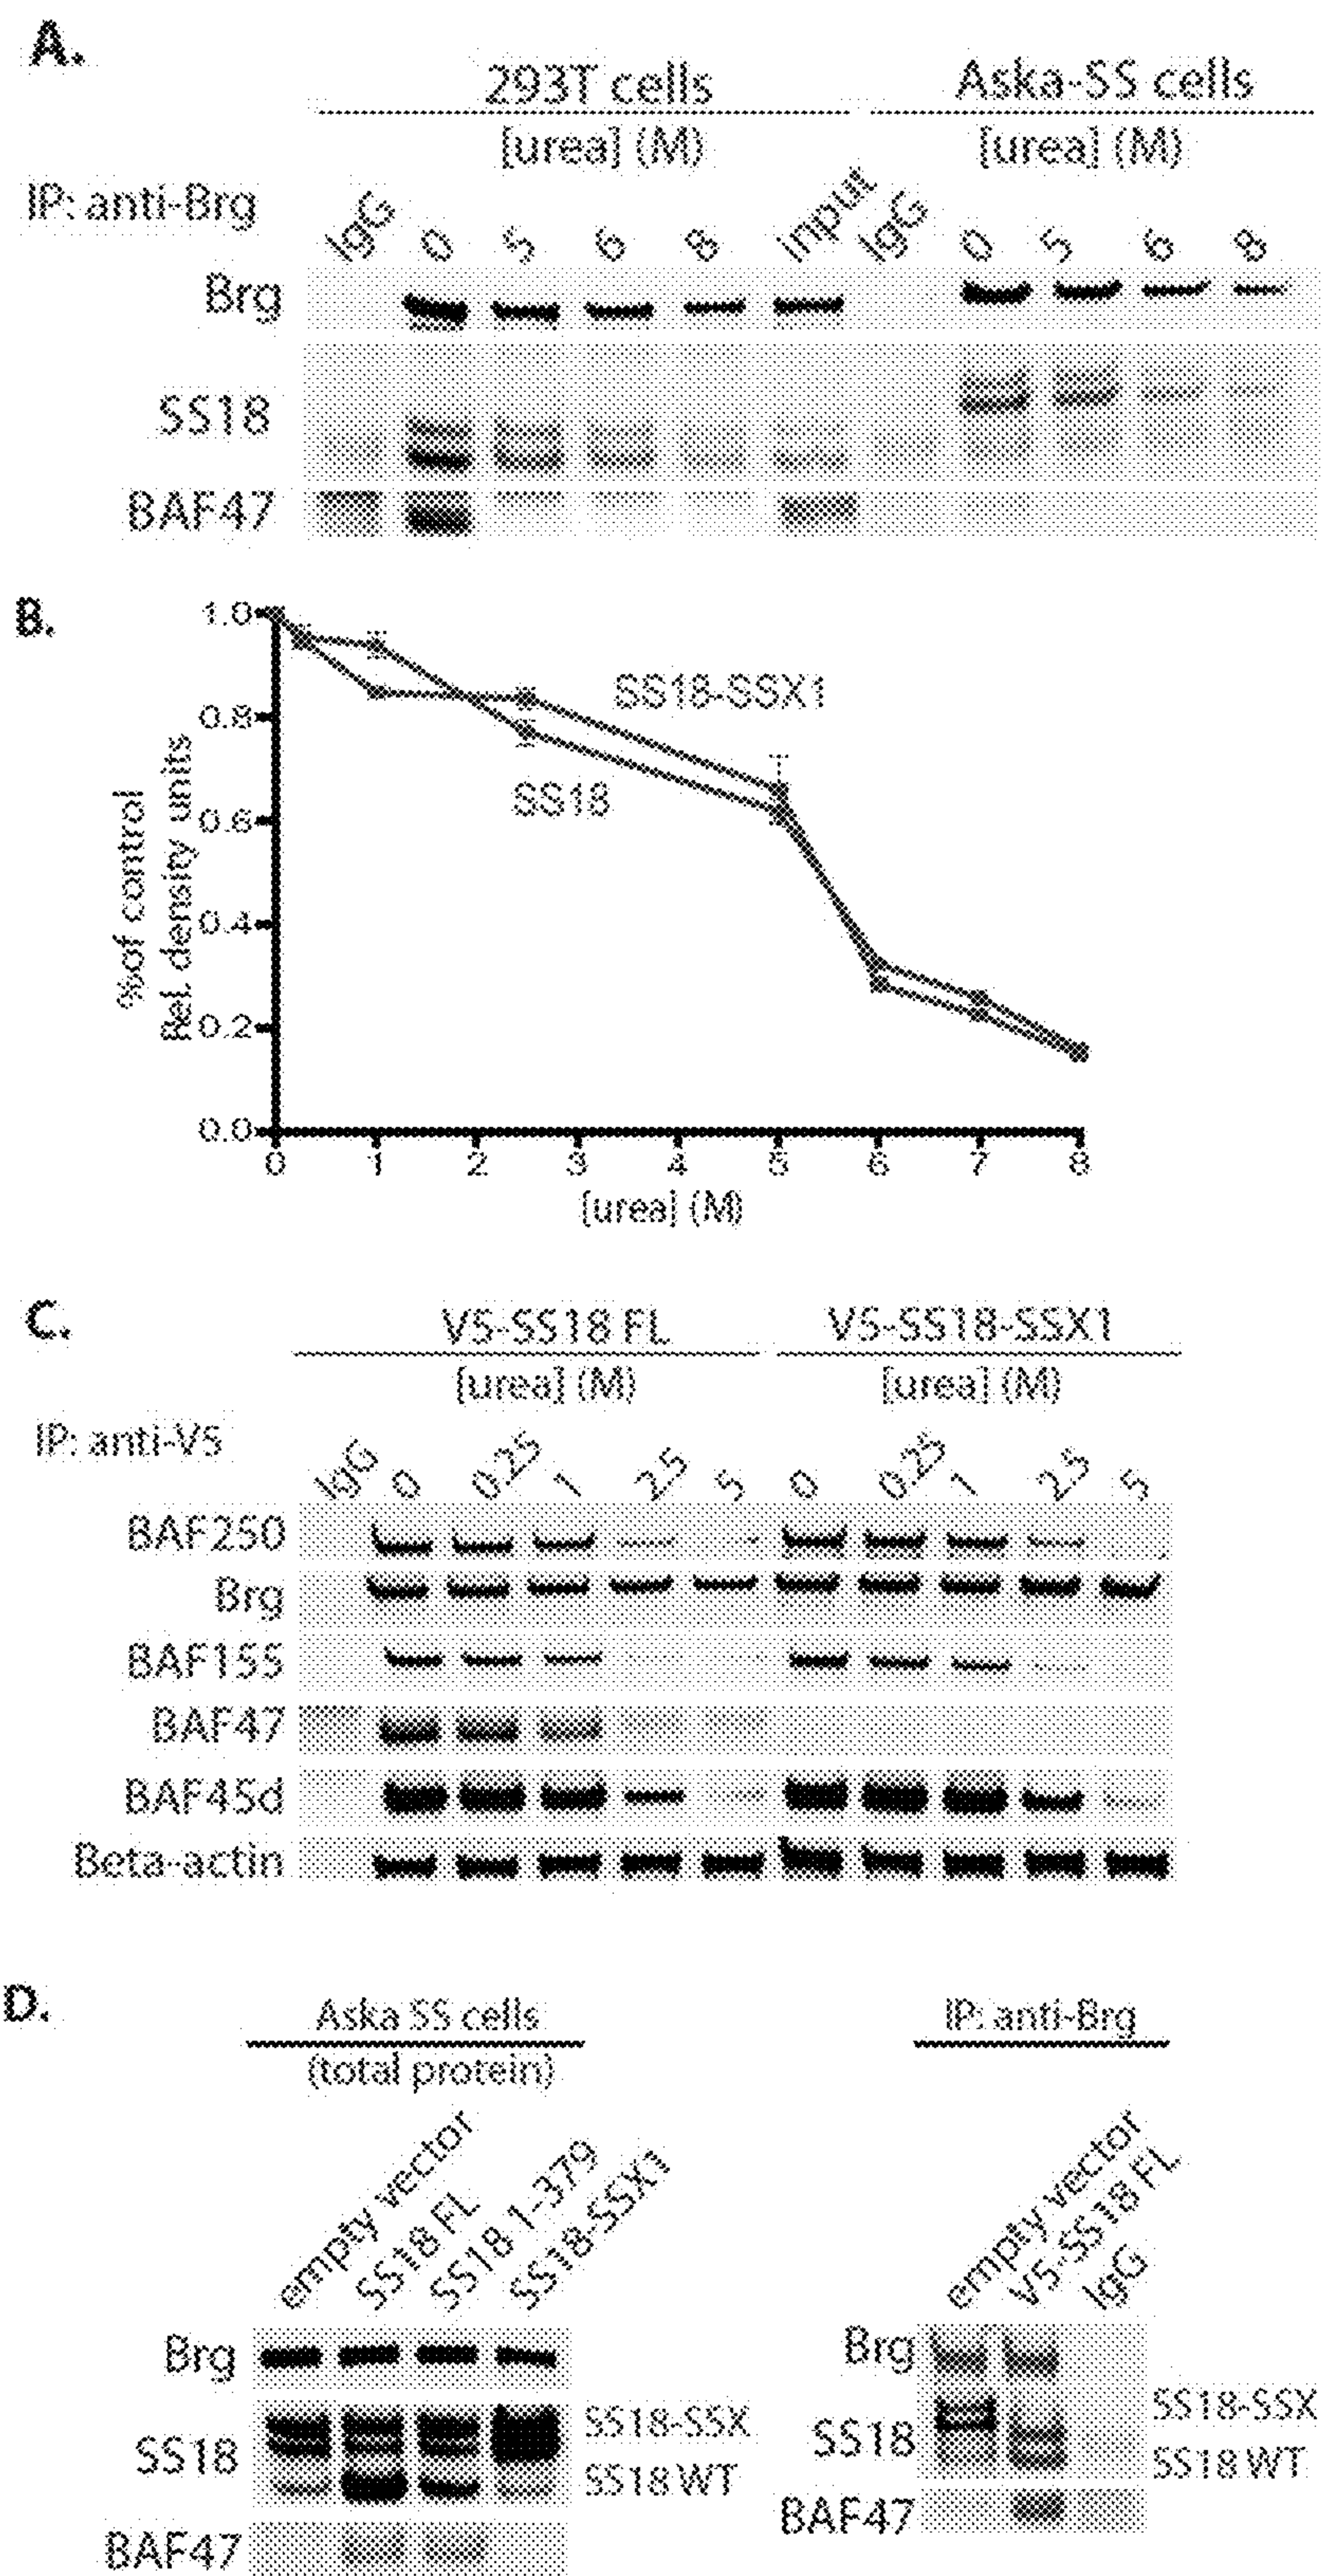 A.
293T cells Aska-SS cells
[urea] (M) [urea] (M)
IP: anti-Brg IgG 0 5 6 8 input IgG 0 5 6 8
Brg
SS18
BAF47
B.
1.0
0.8
0.6
0.4
0.2
0.0
% of control
Rel. density units
SS18-SSX1
SS18
0 1 2 3 4 5 6 7 8
[urea] (M)
C.
V5-SS18 FL V5-SS18-SSX1
[urea] (M) [urea] (M)
IP: anti-V5 IgG 0 0.25 1 2.5 5 0 0.25 1 2.5 5
BAF250
Brg
BAF155
BAF47
BAF45d
Beta-actin
D.
Aska SS cells
(total protein)
empty vector SS18 FL SS18 1-379 SS18-SSX1
Brg
SS18
SS18-SSX
SS18 WT
BAF47
IP: anti-Brg
empty vector V5-SS18 FL IgG
Brg
SS18
SS18-SSX
SS18 WT
BAF47